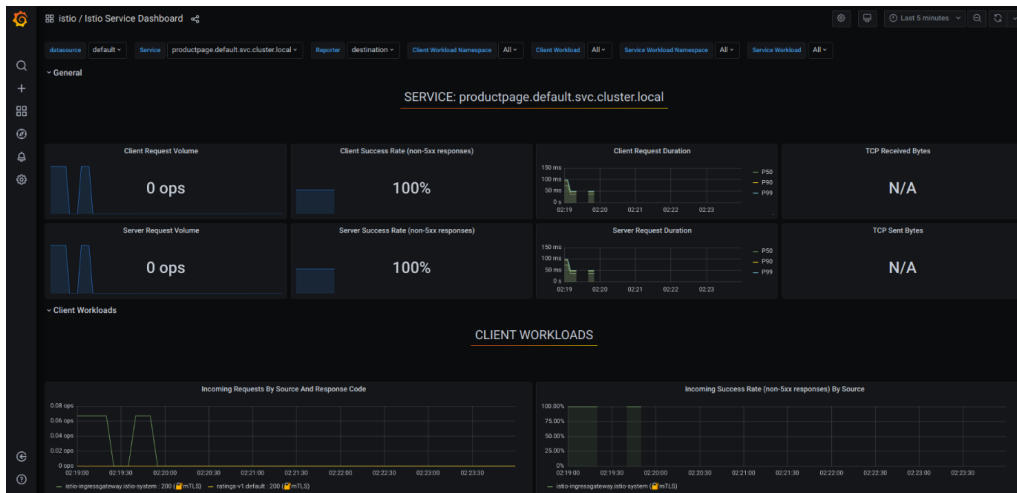 istio / Istio Service Dashboard
Last 5 minutes
datasource default Service productpage.default.svc.cluster.local Reporter destination Client Workload Namespace All Client Workload All Service Workload Namespace All Service Workload All
General
SERVICE: productpage.default.svc.cluster.local
Client Request Volume
0 ops
Client Success Rate (non-5xx responses)
100%
Client Request Duration
150 ms
100 ms
50 ms
0 s
02:19 02:20 02:21 02:22 02:23
P50
P90
P99
TCP Received Bytes
N/A
Server Request Volume
0 ops
Server Success Rate (non-5xx responses)
100%
Server Request Duration
150 ms
100 ms
50 ms
0 s
02:19 02:20 02:21 02:22 02:23
P50
P90
P99
TCP Sent Bytes
N/A
Client Workloads
CLIENT WORKLOADS
Incoming Requests By Source And Response Code
0.08 ops
0.06 ops
0.04 ops
0.02 ops
0 ops
02:19:00 02:19:30 02:20:00 02:20:30 02:21:00 02:21:30 02:22:00 02:22:30 02:23:00 02:23:30
istio-ingressgateway.istio-system : 200 (🔐mTLS) ratings-v1.default : 200 (🔐mTLS)
Incoming Success Rate (non-5xx responses) By Source
100.00%
75.00%
50.00%
25.00%
0%
02:19:00 02:19:30 02:20:00 02:20:30 02:21:00 02:21:30 02:22:00 02:22:30 02:23:00 02:23:30
istio-ingressgateway.istio-system (🔐mTLS)